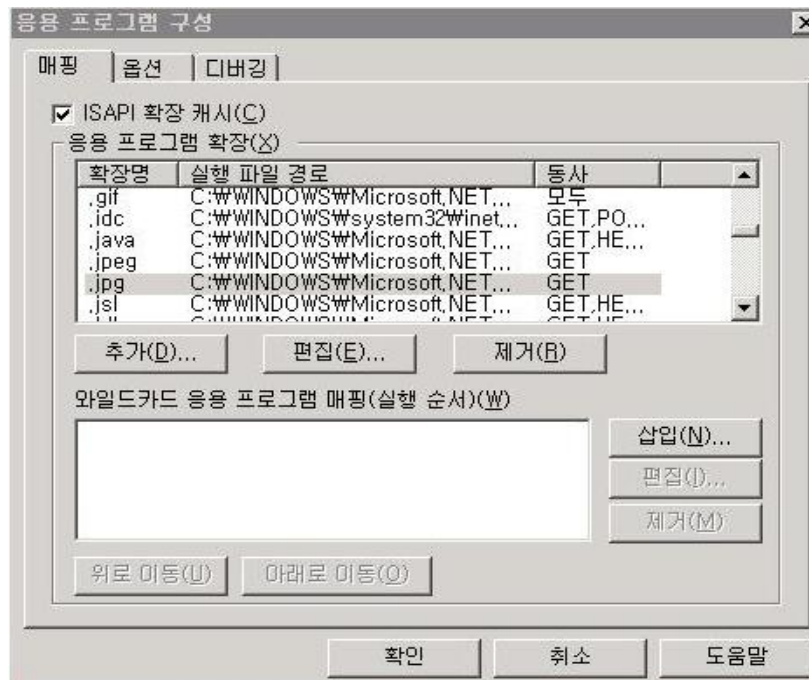 응용 프로그램 구성
매핑 옵션 디버깅
ISAPI 확장 캐시(C)
응용 프로그램 확장(X)
확장명 실행 파일 경로 동사
.gif C:₩WINDOWS₩Microsoft.NET... 모두
.idc C:₩WINDOWS₩system32₩inet... GET,PO...
.java C:₩WINDOWS₩Microsoft.NET... GET,HE...
.jpeg C:₩WINDOWS₩Microsoft.NET... GET
.jpg C:₩WINDOWS₩Microsoft.NET... GET
.jsl C:₩WINDOWS₩Microsoft.NET... GET,HE...
추가(D)... 편집(E)... 제거(R)
와일드카드 응용 프로그램 매핑(실행 순서)(W)
삽입(N)...
편집(I)...
제거(M)
위로 이동(U) 아래로 이동(O)
확인 취소 도움말